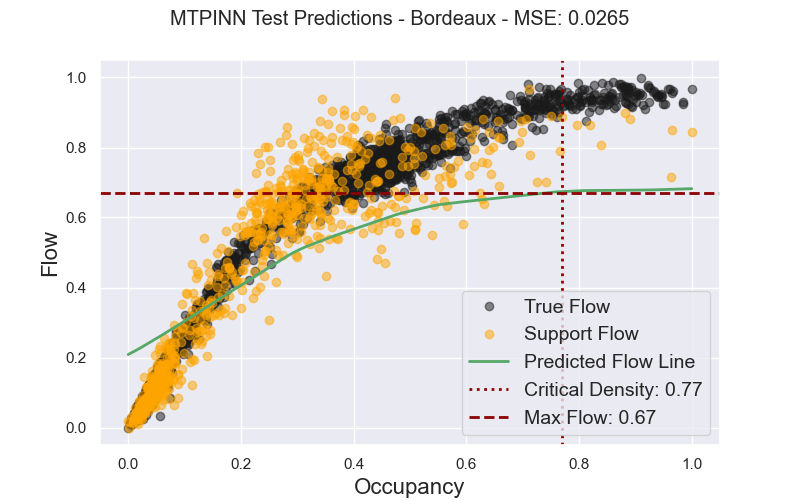 MTPINN Test Predictions - Bordeaux - MSE: 0.0265
1.0
0.8
0.6
0.4
0.2
0.0
Flow
True Flow
Support Flow
Predicted Flow Line
Critical Density: 0.77
Max Flow: 0.67
0.0 0.2 0.4 0.6 0.8 1.0
Occupancy